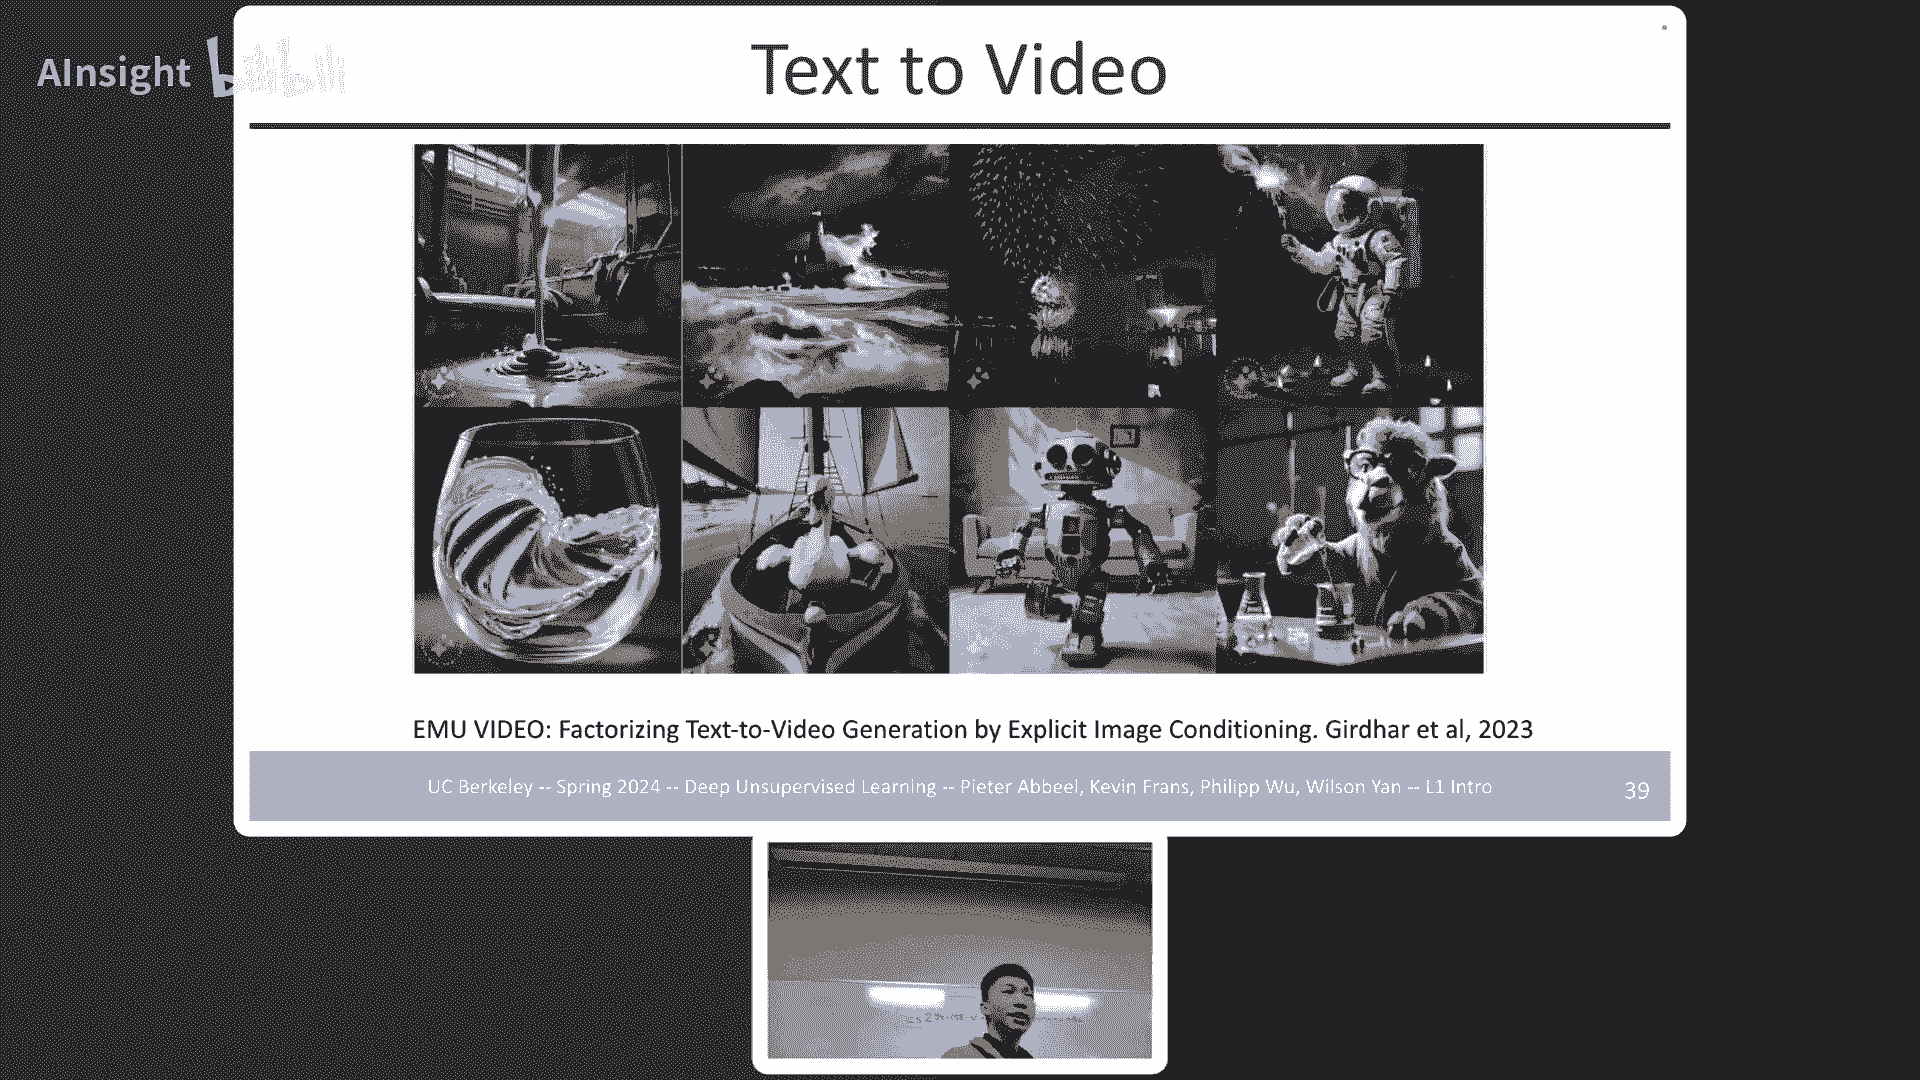 AInsight bilibili
Text to Video
EMU VIDEO: Factorizing Text-to-Video Generation by Explicit Image Conditioning. Girdhar et al, 2023
UC Berkeley -- Spring 2024 -- Deep Unsupervised Learning -- Pieter Abbeel, Kevin Frans, Philipp Wu, Wilson Yan -- L1 Intro
39